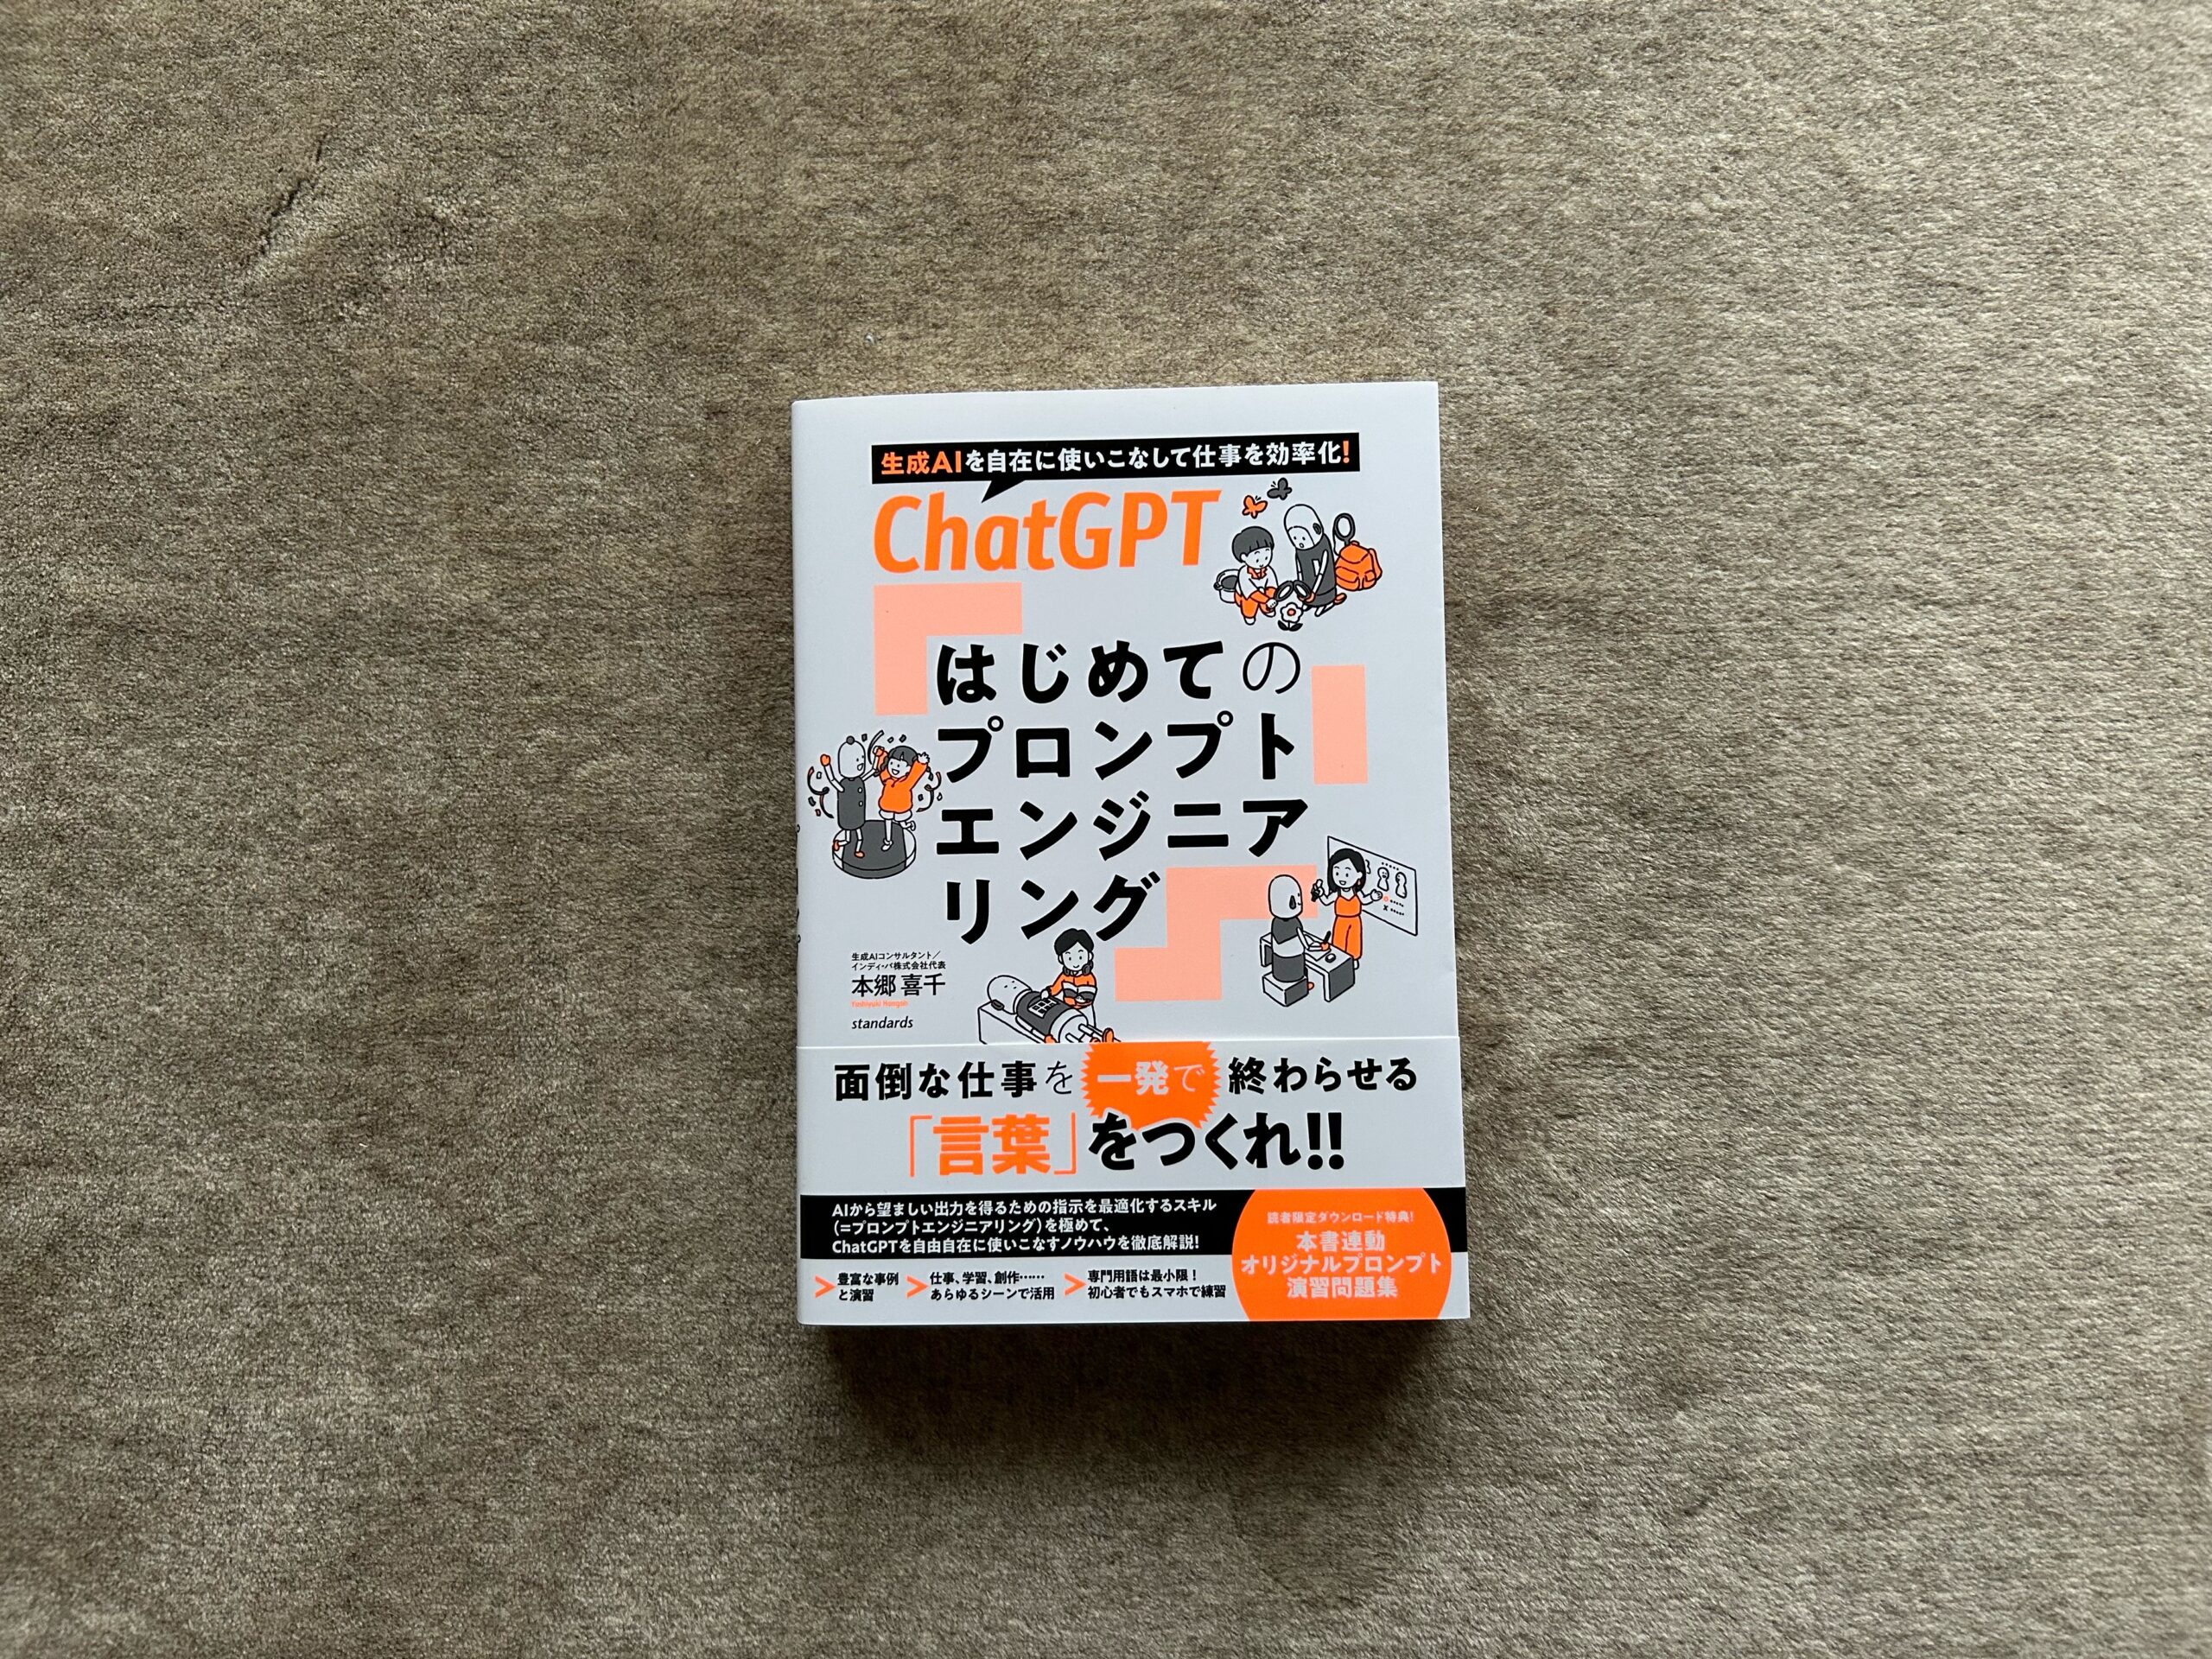 生成AIを自在に使いこなして仕事を効率化!
ChatGPT
はじめての
プロンプト
エンジニア
リング
生成AIコンサルタント／
インディ・パ株式会社代表
本郷 喜千
standards
面倒な仕事を一発で終わらせる
「言葉」をつくれ!!
AIから望ましい出力を得るための指示を最適化するスキル
(=プロンプトエンジニアリング)を極めて、
ChatGPTを自由自在に使いこなすノウハウを徹底解説!
> 豊富な事例
と演習
> 仕事、学習、創作……
あらゆるシーンで活用
> 専門用語は最小限！
初心者でもスマホで練習
読者限定ダウンロード特典!
本書連動
オリジナルプロンプト
演習問題集